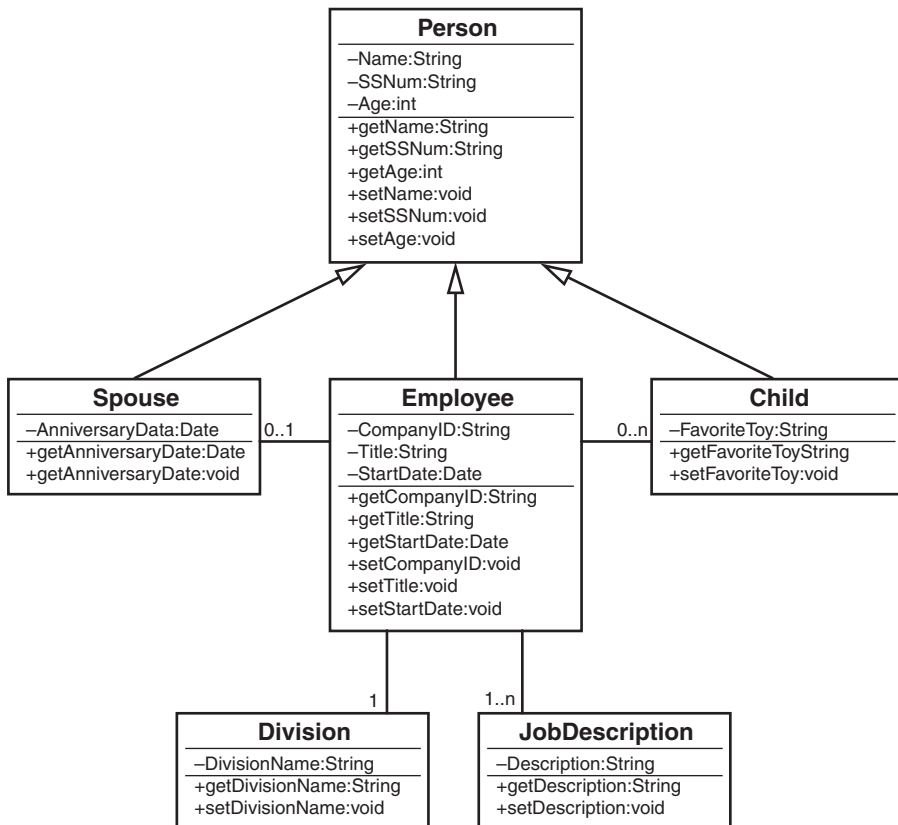 Person
–Name:String
–SSNum:String
–Age:int
+getName:String
+getSSNum:String
+getAge:int
+setName:void
+setSSNum:void
+setAge:void
Spouse
–AnniversaryData:Date
+getAnniversaryDate:Date
+getAnniversaryDate:void
0..1
Employee
–CompanyID:String
–Title:String
–StartDate:Date
+getCompanyID:String
+getTitle:String
+getStartDate:Date
+setCompanyID:void
+setTitle:void
+setStartDate:void
0..n
Child
–FavoriteToy:String
+getFavoriteToyString
+setFavoriteToy:void
1
1..n
Division
–DivisionName:String
+getDivisionName:String
+setDivisionName:void
JobDescription
–Description:String
+getDescription:String
+setDescription:void